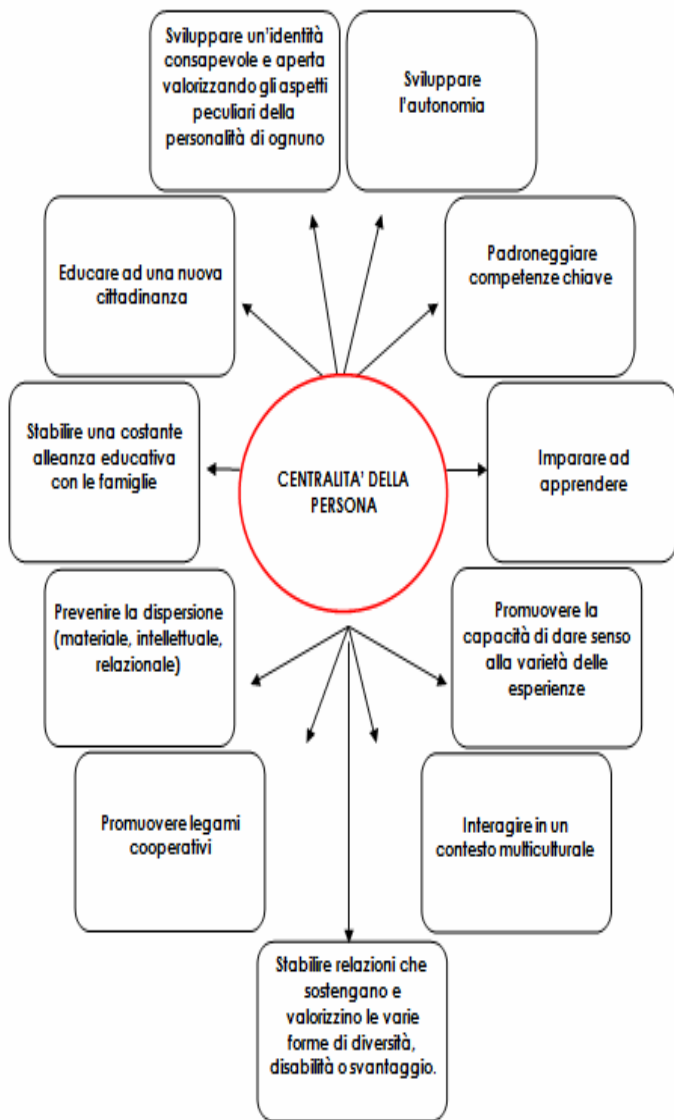 Sviluppare un'identità
consapevole e aperta
valorizzando gli aspetti
peculiari della
personalità di ognuno
Sviluppare
l'autonomia
Educare ad una nuova
cittadinanza
Padroneggiare
competenze chiave
Stabilire una costante
alleanza educativa
con le famiglie
CENTRALITA' DELLA
PERSONA
Imparare ad
apprendere
Prevenire la dispersione
(materiale, intellettuale,
relazionale)
Promuovere la
capacità di dare senso
alla varietà delle
esperienze
Promuovere legami
cooperativi
Interagire in un
contesto multiculturale
Stabilire relazioni che
sostengano e
valorizzino le varie
forme di diversità,
disabilità o svantaggio.